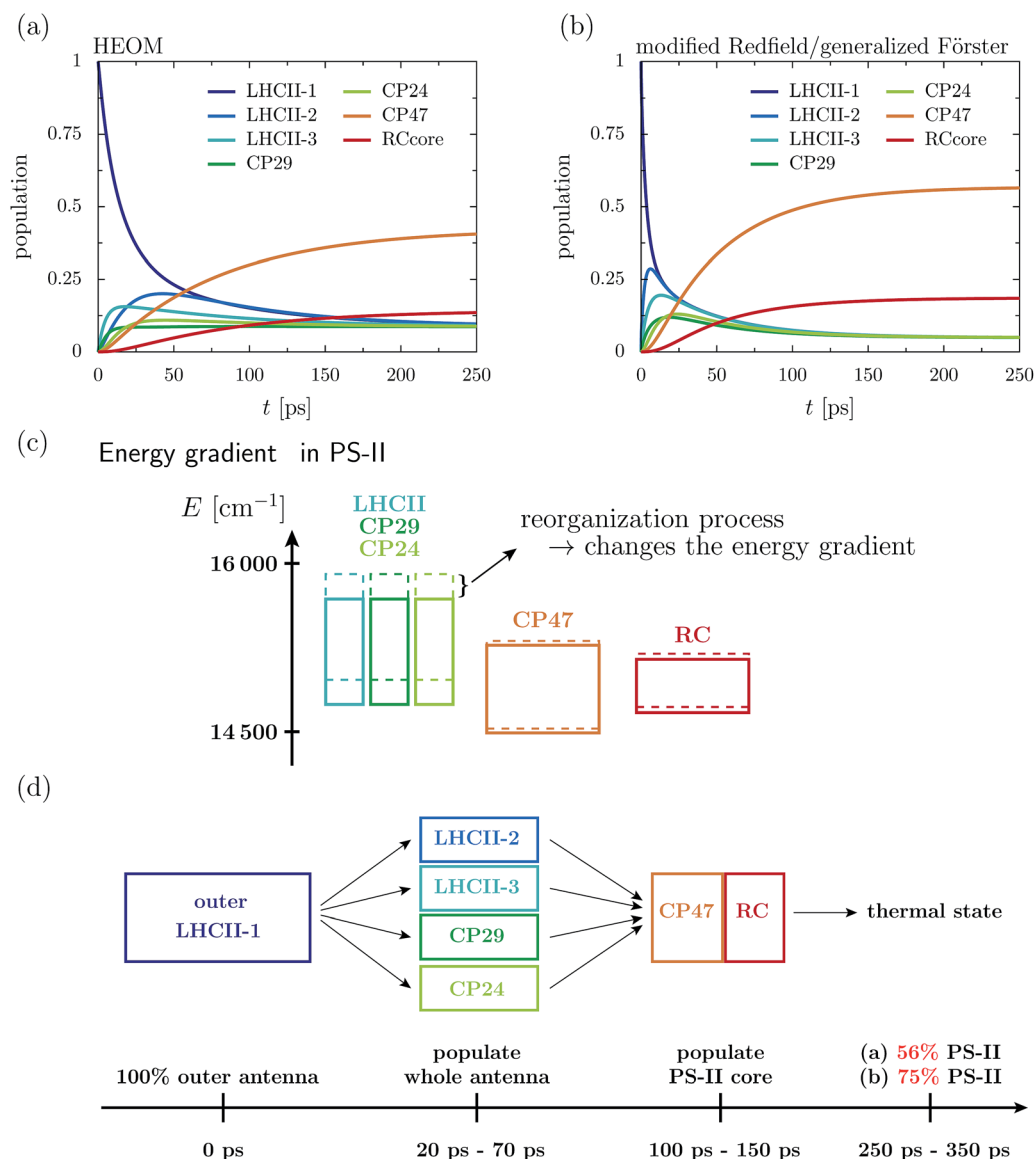 (a)
HEOM
1
0.75
0.5
0.25
0
population
LHCII-1
LHCII-2
LHCII-3
CP29
CP24
CP47
RCcore
0 50 100 150 200 250
t [ps]
(b)
modified Redfield/generalized Förster
1
0.75
0.5
0.25
0
population
LHCII-1
LHCII-2
LHCII-3
CP29
CP24
CP47
RCcore
0 50 100 150 200 250
t [ps]
(c)
Energy gradient in PS-II
E [cm⁻¹]
16 000
14 500
LHCII
CP29
CP24
}
reorganization process
→ changes the energy gradient
CP47
RC
(d)
outer
LHCII-1
LHCII-2
LHCII-3
CP29
CP24
CP47 RC
thermal state
100% outer antenna
populate
whole antenna
populate
PS-II core
(a) 56% PS-II
(b) 75% PS-II
0 ps
20 ps - 70 ps
100 ps - 150 ps
250 ps - 350 ps